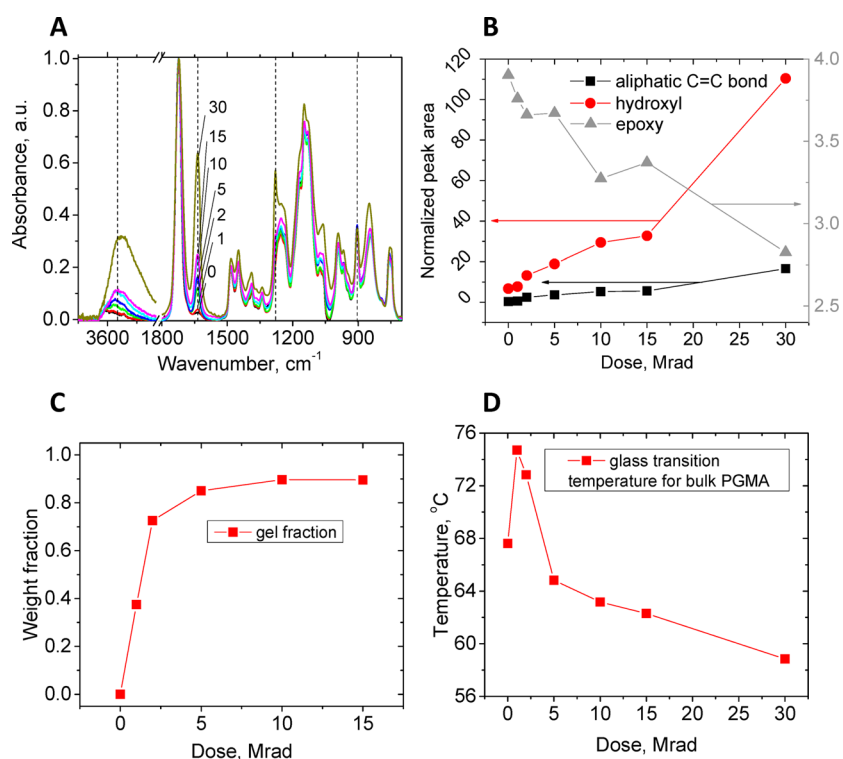 A
Absorbance, a.u.
1.0
0.8
0.6
0.4
0.2
0.0
30
15
10
5
2
1
0
3600 1800 1500 1200 900
Wavenumber, cm⁻¹
B
Normalized peak area
120
100
80
60
40
20
0
aliphatic C=C bond
hydroxyl
epoxy
4.0
3.5
3.0
2.5
0 5 10 15 20 25 30
Dose, Mrad
C
Weight fraction
1.0
0.8
0.6
0.4
0.2
0.0
gel fraction
0 5 10 15
Dose, Mrad
D
Temperature, °C
76
72
68
64
60
56
glass transition
temperature for bulk PGMA
0 5 10 15 20 25 30
Dose, Mrad